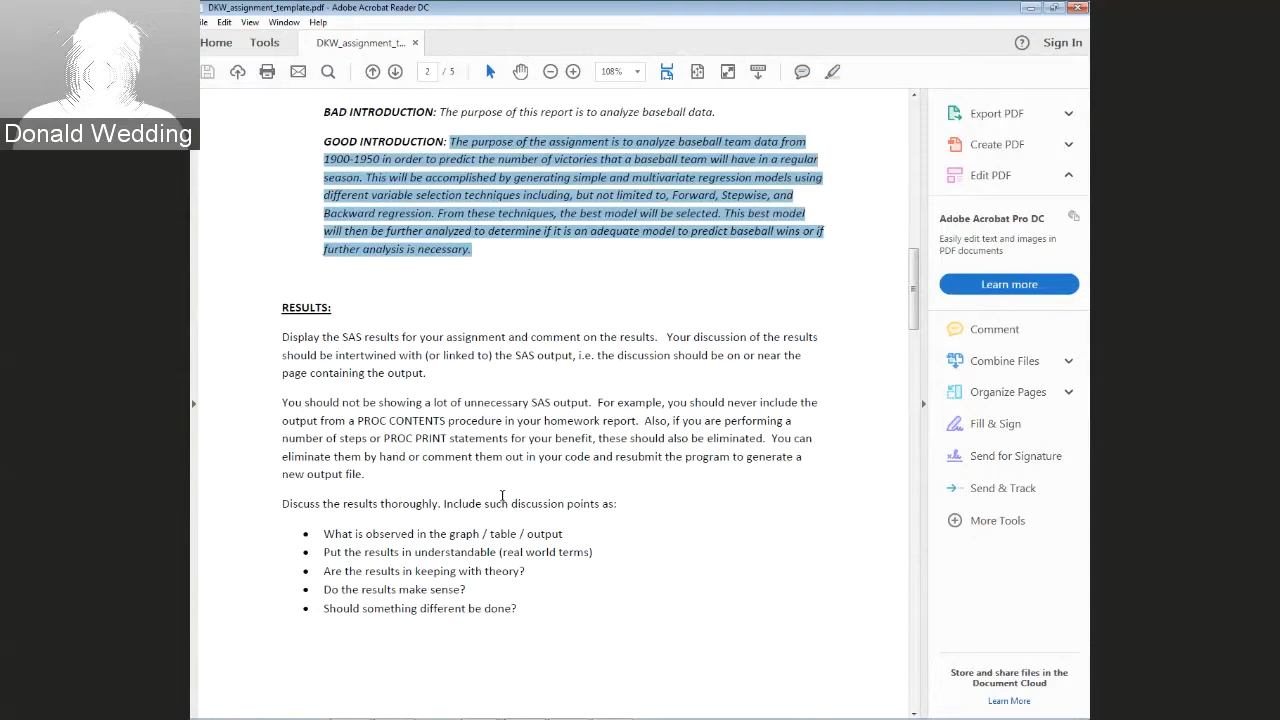 DKW_assignment_template.pdf - Adobe Acrobat Reader DC
ile Edit View Window Help
Home Tools DKW_assignment_t... × Sign In
2 / 5 108%
Donald Wedding
BAD INTRODUCTION: The purpose of this report is to analyze baseball data.
GOOD INTRODUCTION: The purpose of the assignment is to analyze baseball team data from
1900-1950 in order to predict the number of victories that a baseball team will have in a regular
season. This will be accomplished by generating simple and multivariate regression models using
different variable selection techniques including, but not limited to, Forward, Stepwise, and
Backward regression. From these techniques, the best model will be selected. This best model
will then be further analyzed to determine if it is an adequate model to predict baseball wins or if
further analysis is necessary.
RESULTS:
Display the SAS results for your assignment and comment on the results. Your discussion of the results
should be intertwined with (or linked to) the SAS output, i.e. the discussion should be on or near the
page containing the output.
You should not be showing a lot of unnecessary SAS output. For example, you should never include the
output from a PROC CONTENTS procedure in your homework report. Also, if you are performing a
number of steps or PROC PRINT statements for your benefit, these should also be eliminated. You can
eliminate them by hand or comment them out in your code and resubmit the program to generate a
new output file.
Discuss the results thoroughly. Include such discussion points as:
• What is observed in the graph / table / output
• Put the results in understandable (real world terms)
• Are the results in keeping with theory?
• Do the results make sense?
• Should something different be done?
Export PDF
Create PDF
Edit PDF
Adobe Acrobat Pro DC
Easily edit text and images in
PDF documents
Learn more
Comment
Combine Files
Organize Pages
Fill & Sign
Send for Signature
Send & Track
More Tools
Store and share files in the
Document Cloud
Learn More